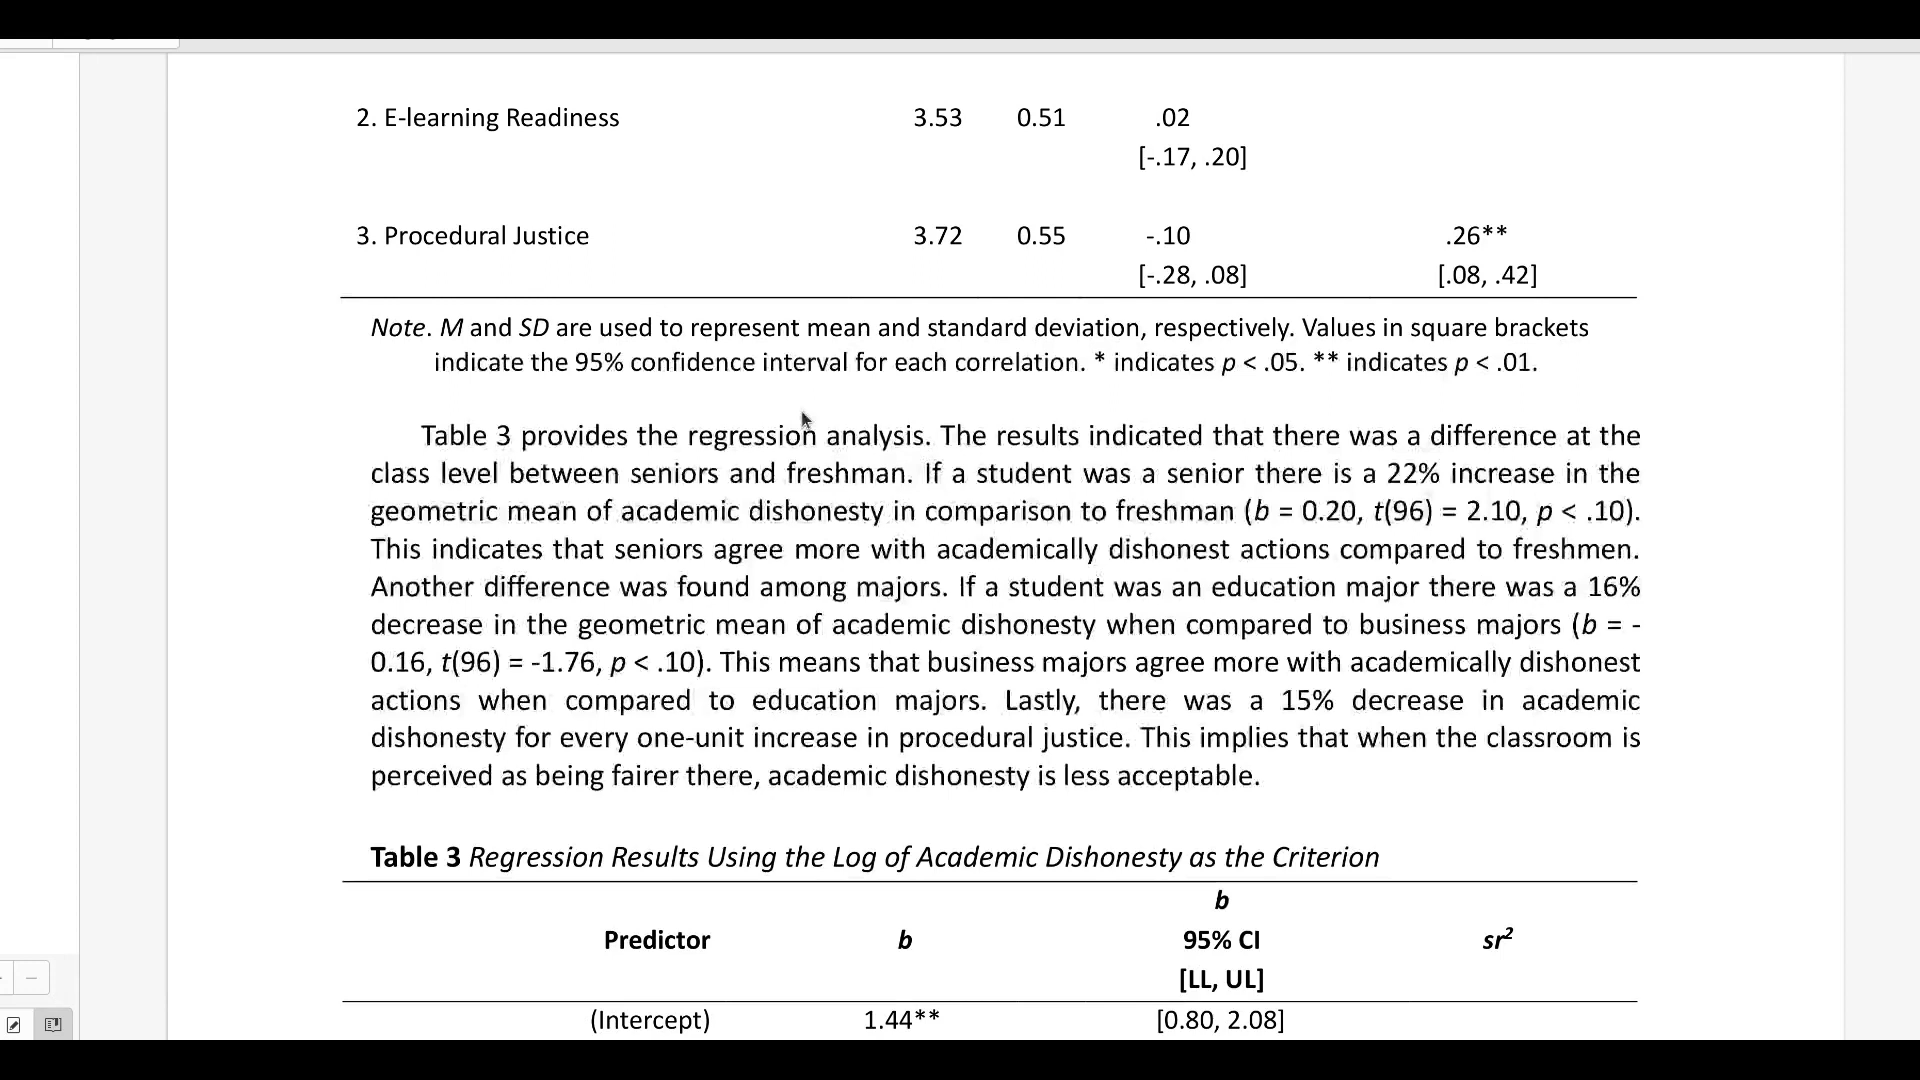 2. E-learning Readiness 3.53 0.51 .02
[-.17, .20]
3. Procedural Justice 3.72 0.55 -.10 .26**
[-.28, .08] [.08, .42]
Note. M and SD are used to represent mean and standard deviation, respectively. Values in square brackets
indicate the 95% confidence interval for each correlation. * indicates p < .05. ** indicates p < .01.
Table 3 provides the regression analysis. The results indicated that there was a difference at the
class level between seniors and freshman. If a student was a senior there is a 22% increase in the
geometric mean of academic dishonesty in comparison to freshman (b = 0.20, t(96) = 2.10, p < .10).
This indicates that seniors agree more with academically dishonest actions compared to freshmen.
Another difference was found among majors. If a student was an education major there was a 16%
decrease in the geometric mean of academic dishonesty when compared to business majors (b = -
0.16, t(96) = -1.76, p < .10). This means that business majors agree more with academically dishonest
actions when compared to education majors. Lastly, there was a 15% decrease in academic
dishonesty for every one-unit increase in procedural justice. This implies that when the classroom is
perceived as being fairer there, academic dishonesty is less acceptable.
Table 3 Regression Results Using the Log of Academic Dishonesty as the Criterion
b
Predictor b 95% CI sr²
[LL, UL]
(Intercept) 1.44** [0.80, 2.08]